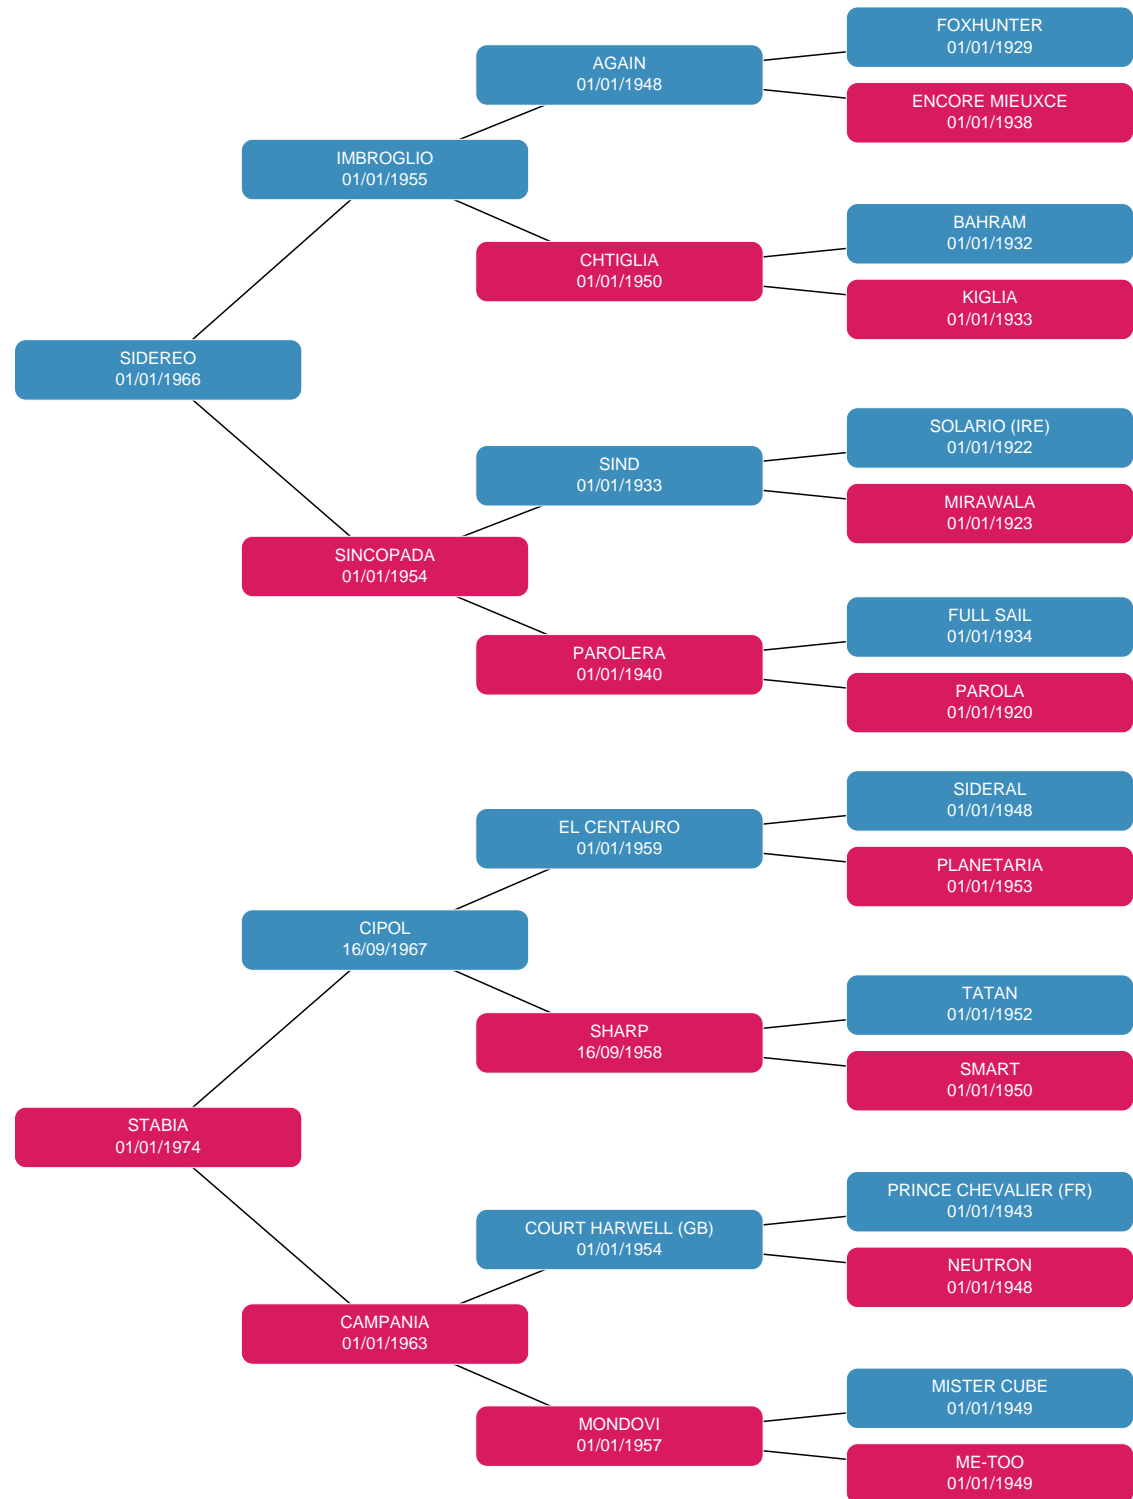 FOXHUNTER
01/01/1929
AGAIN
01/01/1948
ENCORE MIEUXCE
01/01/1938
IMBROGLIO
01/01/1955
BAHRAM
01/01/1932
CHTIGLIA
01/01/1950
KIGLIA
01/01/1933
SIDEREO
01/01/1966
SOLARIO (IRE)
01/01/1922
SIND
01/01/1933
MIRAWALA
01/01/1923
SINCOPADA
01/01/1954
FULL SAIL
01/01/1934
PAROLERA
01/01/1940
PAROLA
01/01/1920
SIDERAL
01/01/1948
EL CENTAURO
01/01/1959
PLANETARIA
01/01/1953
CIPOL
16/09/1967
TATAN
01/01/1952
SHARP
16/09/1958
SMART
01/01/1950
STABIA
01/01/1974
PRINCE CHEVALIER (FR)
01/01/1943
COURT HARWELL (GB)
01/01/1954
NEUTRON
01/01/1948
CAMPANIA
01/01/1963
MISTER CUBE
01/01/1949
MONDOVI
01/01/1957
ME-TOO
01/01/1949